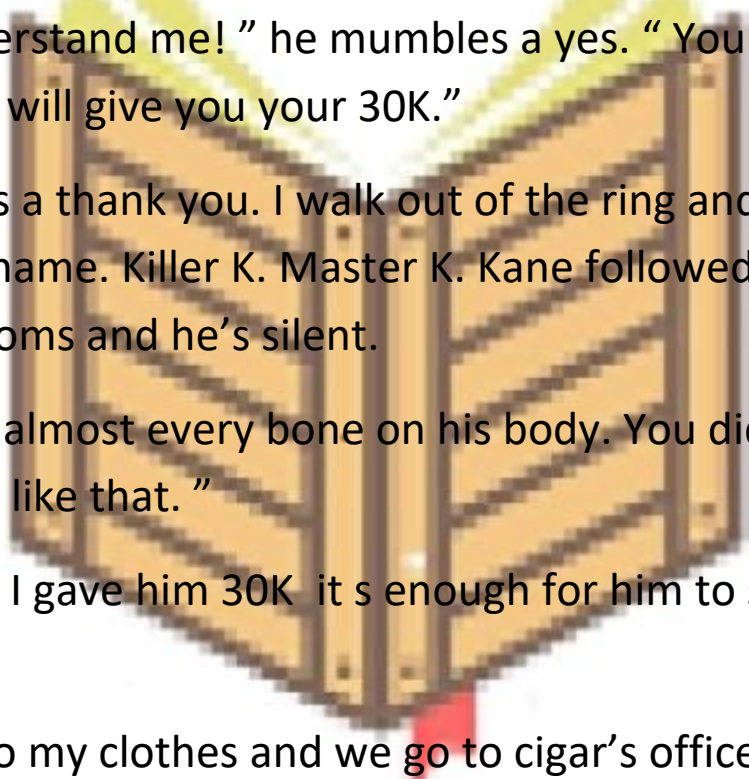 erstand me! ” he mumbles a yes. “ You
will give you your 30K.”
s a thank you. I walk out of the ring and
name. Killer K. Master K. Kane followed
oms and he’s silent.
almost every bone on his body. You di
like that. ”
I gave him 30K it s enough for him to s
o my clothes and we go to cigar’s office